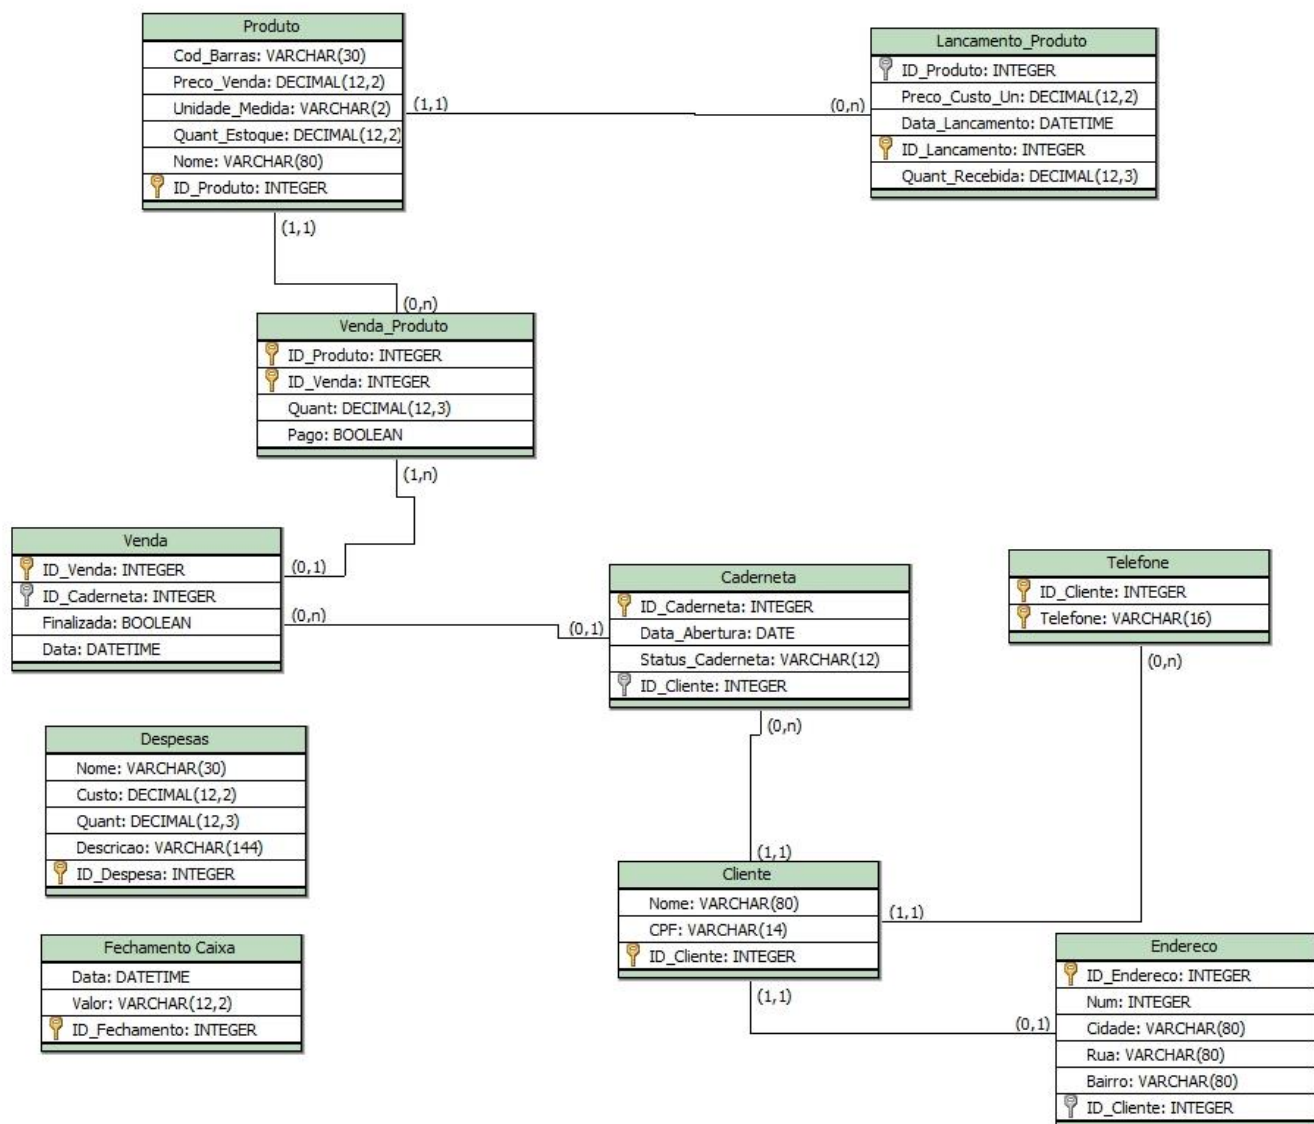 Produto
Cod_Barras: VARCHAR(30)
Preco_Venda: DECIMAL(12,2)
Unidade_Medida: VARCHAR(2)
Quant_Estoque: DECIMAL(12,2)
Nome: VARCHAR(80)
ID_Produto: INTEGER
(1,1)
(0,n)
Lancamento_Produto
ID_Produto: INTEGER
Preco_Custo_Un: DECIMAL(12,2)
Data_Lancamento: DATETIME
ID_Lancamento: INTEGER
Quant_Recebida: DECIMAL(12,3)
(1,1)
(0,n)
Venda_Produto
ID_Produto: INTEGER
ID_Venda: INTEGER
Quant: DECIMAL(12,3)
Pago: BOOLEAN
(1,n)
Venda
ID_Venda: INTEGER
ID_Caderneta: INTEGER
Finalizada: BOOLEAN
Data: DATETIME
(0,1)
(0,n)
(0,1)
Caderneta
ID_Caderneta: INTEGER
Data_Abertura: DATE
Status_Caderneta: VARCHAR(12)
ID_Cliente: INTEGER
(0,n)
Telefone
ID_Cliente: INTEGER
Telefone: VARCHAR(16)
(0,n)
Despesas
Nome: VARCHAR(30)
Custo: DECIMAL(12,2)
Quant: DECIMAL(12,3)
Descricao: VARCHAR(144)
ID_Despesa: INTEGER
(1,1)
Cliente
Nome: VARCHAR(80)
CPF: VARCHAR(14)
ID_Cliente: INTEGER
(1,1)
(1,1)
(0,1)
Fechamento Caixa
Data: DATETIME
Valor: VARCHAR(12,2)
ID_Fechamento: INTEGER
Endereco
ID_Endereco: INTEGER
Num: INTEGER
Cidade: VARCHAR(80)
Rua: VARCHAR(80)
Bairro: VARCHAR(80)
ID_Cliente: INTEGER